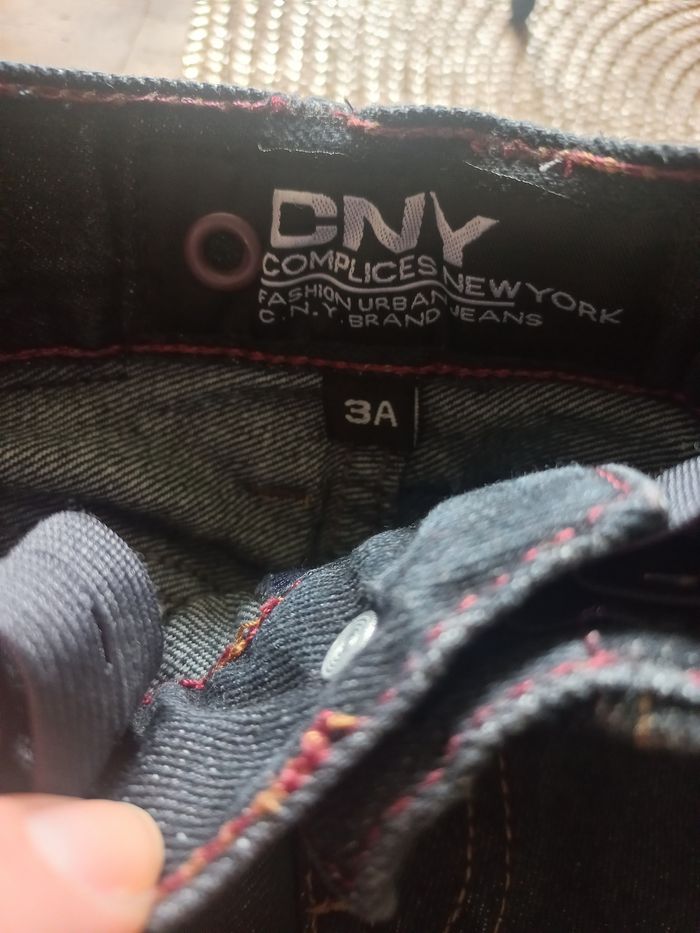 CNY
COMPLICES NEW YORK
FASHION URBAN JEANS
C.N.Y. BRAND
3A